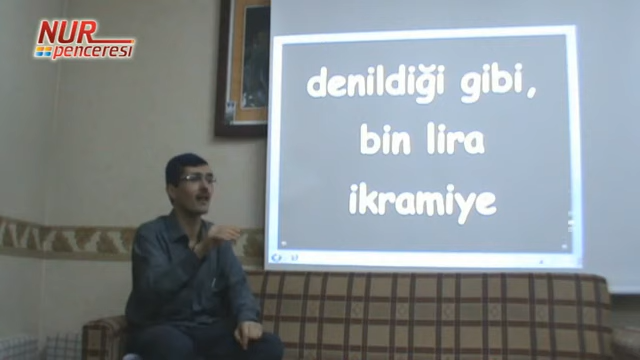 NUR
penceresi
denildiği gibi,
bin lira
ikramiye